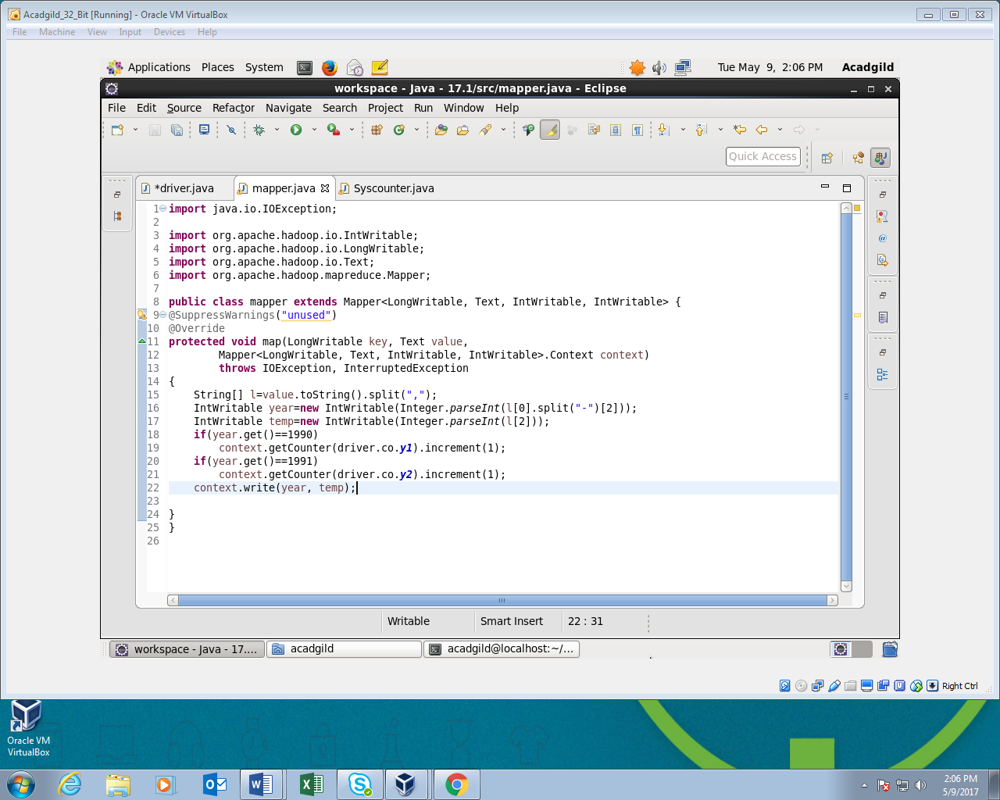 Acadgild_32_Bit [Running] - Oracle VM VirtualBox
File Machine View Input Devices Help
Applications Places System Tue May 9, 2:06 PM Acadgild
workspace - Java - 17.1/src/mapper.java - Eclipse
File Edit Source Refactor Navigate Search Project Run Window Help
Quick Access
*driver.java mapper.java Syscounter.java
1 import java.io.IOException;
2
3 import org.apache.hadoop.io.IntWritable;
4 import org.apache.hadoop.io.LongWritable;
5 import org.apache.hadoop.io.Text;
6 import org.apache.hadoop.mapreduce.Mapper;
7
8 public class mapper extends Mapper<LongWritable, Text, IntWritable, IntWritable> {
9 @SuppressWarnings("unused")
10 @Override
11 protected void map(LongWritable key, Text value,
12 Mapper<LongWritable, Text, IntWritable, IntWritable>.Context context)
13 throws IOException, InterruptedException
14 {
15 String[] l=value.toString().split(",");
16 IntWritable year=new IntWritable(Integer.parseInt(l[0].split("-")[2]));
17 IntWritable temp=new IntWritable(Integer.parseInt(l[2]));
18 if(year.get()==1990)
19 context.getCounter(driver.co.y1).increment(1);
20 if(year.get()==1991)
21 context.getCounter(driver.co.y2).increment(1);
22 context.write(year, temp);
23
24 }
25 }
26
Writable Smart Insert 22 : 31
workspace - Java - 17.... acadgild acadgild@localhost:~/...
Right Ctrl
Oracle VM
VirtualBox
2:06 PM
5/9/2017